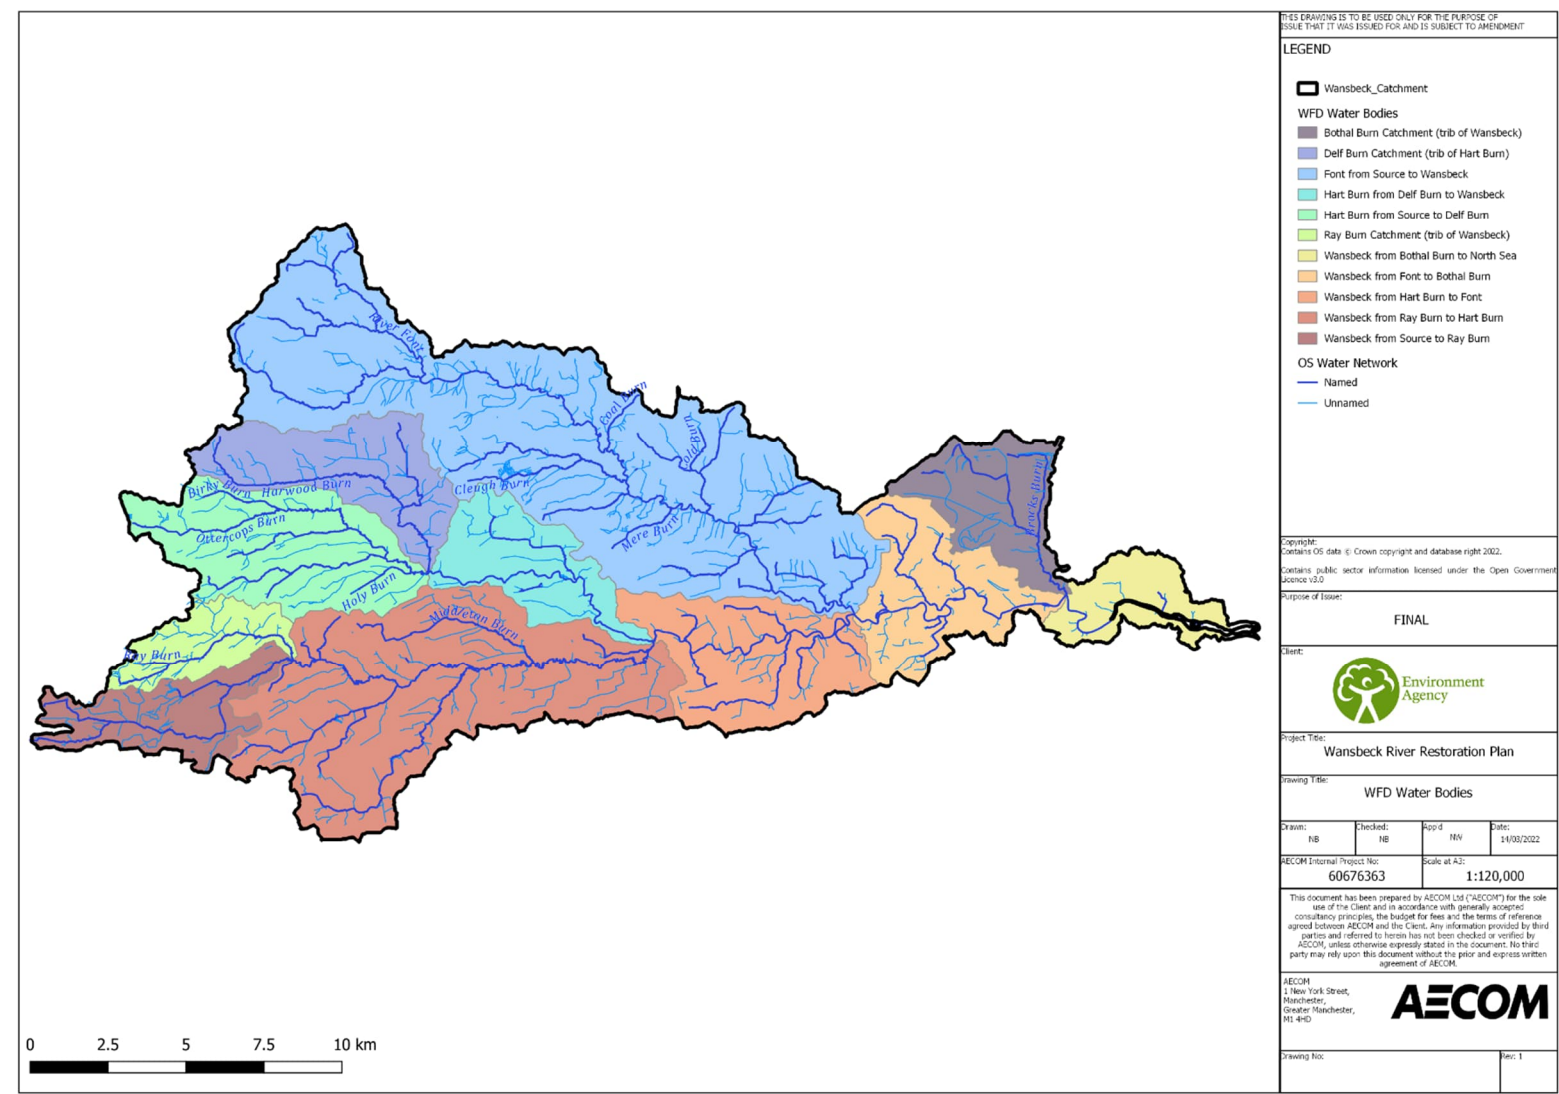 THIS DRAWING IS TO BE USED ONLY FOR THE PURPOSE OF
ISSUE THAT IT WAS ISSUED FOR AND IS SUBJECT TO AMENDMENT
LEGEND
Wansbeck_Catchment
WFD Water Bodies
Bothal Burn Catchment (trib of Wansbeck)
Delf Burn Catchment (trib of Hart Burn)
Font from Source to Wansbeck
Hart Burn from Delf Burn to Wansbeck
Hart Burn from Source to Delf Burn
Ray Burn Catchment (trib of Wansbeck)
Wansbeck from Bothal Burn to North Sea
Wansbeck from Font to Bothal Burn
Wansbeck from Hart Burn to Font
Wansbeck from Ray Burn to Hart Burn
Wansbeck from Source to Ray Burn
OS Water Network
Named
Unnamed
River Font
Coal Burn
Birky Burn
Harwood Burn
Cleugh Burn
Brocks Burn
Ottercops Burn
Mere Burn
Holy Burn
Middleton Burn
Ray Burn
0 2.5 5 7.5 10 km
Copyright:
Contains OS data © Crown copyright and database right 2022.
Contains public sector information licensed under the Open Government
Licence v3.0
Purpose of Issue:
FINAL
Client:
Environment
Agency
Project Title:
Wansbeck River Restoration Plan
Drawing Title:
WFD Water Bodies
Drawn:
NB
Checked:
NB
App'd
NW
Date:
14/03/2022
AECOM Internal Project No:
60676363
Scale at A3:
1:120,000
This document has been prepared by AECOM Ltd ("AECOM") for the sole
use of the Client and in accordance with generally accepted
consultancy principles, the budget for fees and the terms of reference
agreed between AECOM and the Client. Any information provided by third
parties and referred to herein has not been checked or verified by
AECOM, unless otherwise expressly stated in the document. No third
party may rely upon this document without the prior and express written
agreement of AECOM.
AECOM
1 New York Street,
Manchester,
Greater Manchester,
M1 4HD
AECOM
Drawing No:
Rev: 1